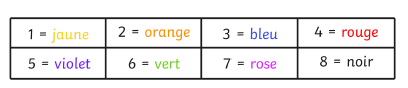 1 = jaune 2 = orange 3 = bleu 4 = rouge
5 = violet 6 = vert 7 = rose 8 = noir